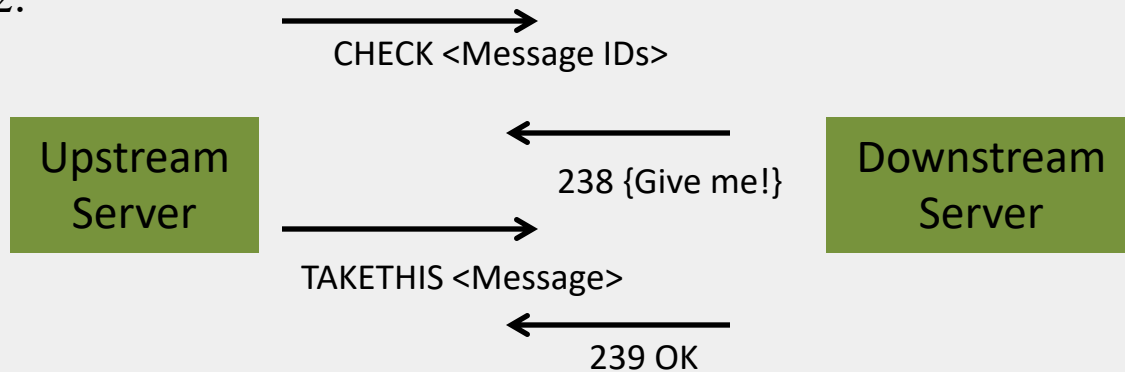 2.
CHECK <Message IDs>
Upstream
Server
238 {Give me!}
Downstream
Server
TAKETHIS <Message>
239 OK